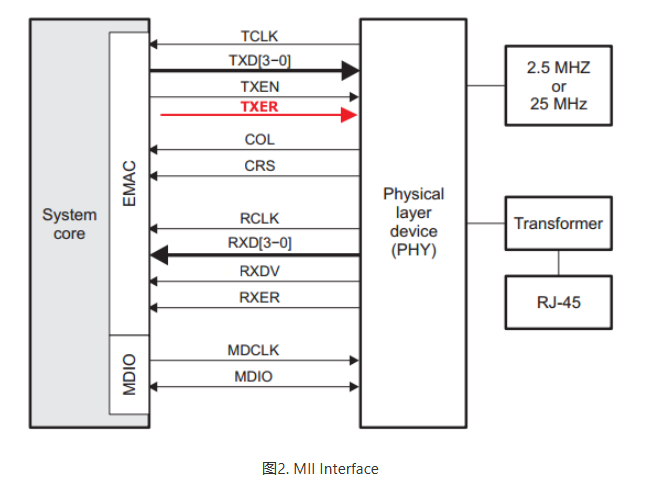 TCLK
TXD[3−0]
TXEN
TXER
COL
CRS
RCLK
RXD[3−0]
RXDV
RXER
MDCLK
MDIO
System
core
EMAC
MDIO
Physical
layer
device
(PHY)
2.5 MHZ
or
25 MHz
Transformer
RJ-45
图2. MII Interface